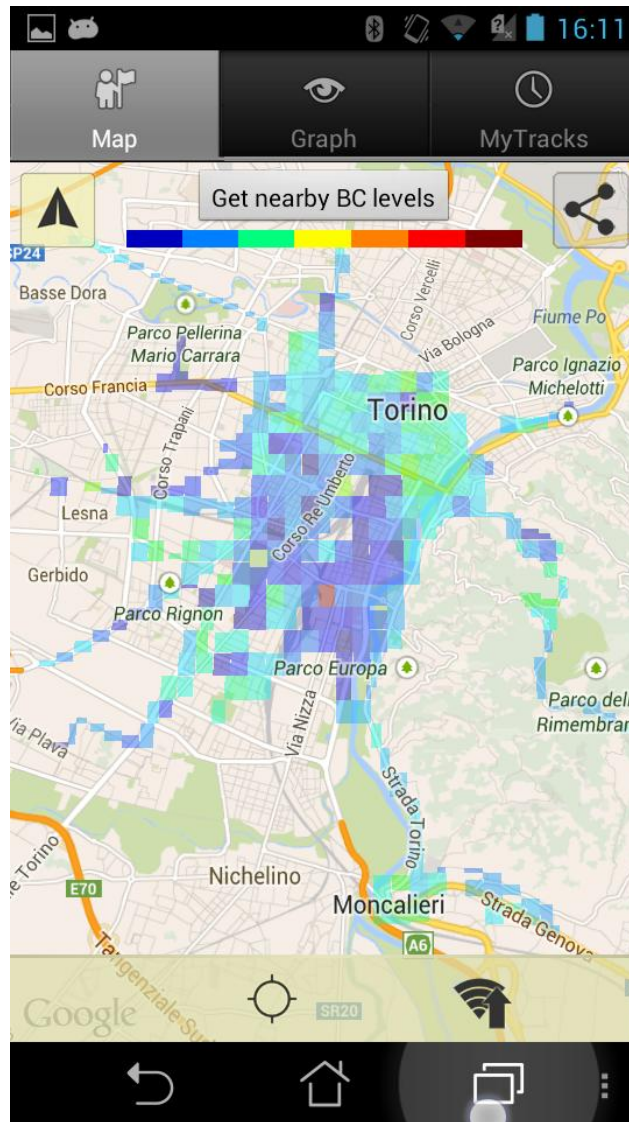 16:11
Map
Graph
MyTracks
Get nearby BC levels
SP24
Basse Dora
Corso Vercelli
Fiume Po
Via Bologna
Parco Pellerina
Mario Carrara
Parco Ignazio
Michelotti
Corso Francia
Corso Trapani
Torino
Lesna
Corso Re Umberto
Gerbido
Parco Rignon
Parco Europa
Parco del
Rimembrar
Via Nizza
Via Plava
Strada Torino
Torino
Nichelino
E70
Moncalieri
Strada Genova
A6
Google
SR20